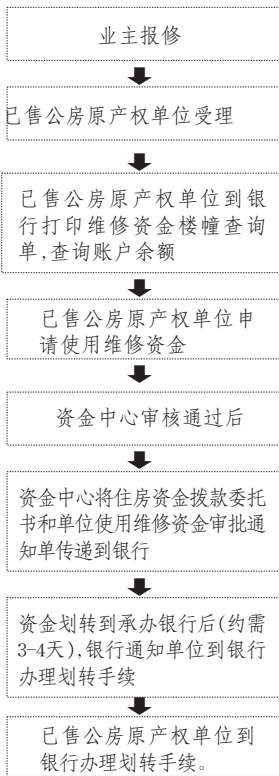 业主报修
已售公房原产权单位受理
已售公房原产权单位到银
行打印维修资金楼幢查询
单,查询账户余额
已售公房原产权单位申
请使用维修资金
资金中心审核通过后
资金中心将住房资金拨款委托
书和单位使用维修资金审批通
知单传递到银行
资金划转到承办银行后(约需
3-4天),银行通知单位到银行
办理划转手续
已售公房原产权单位到
银行办理划转手续。